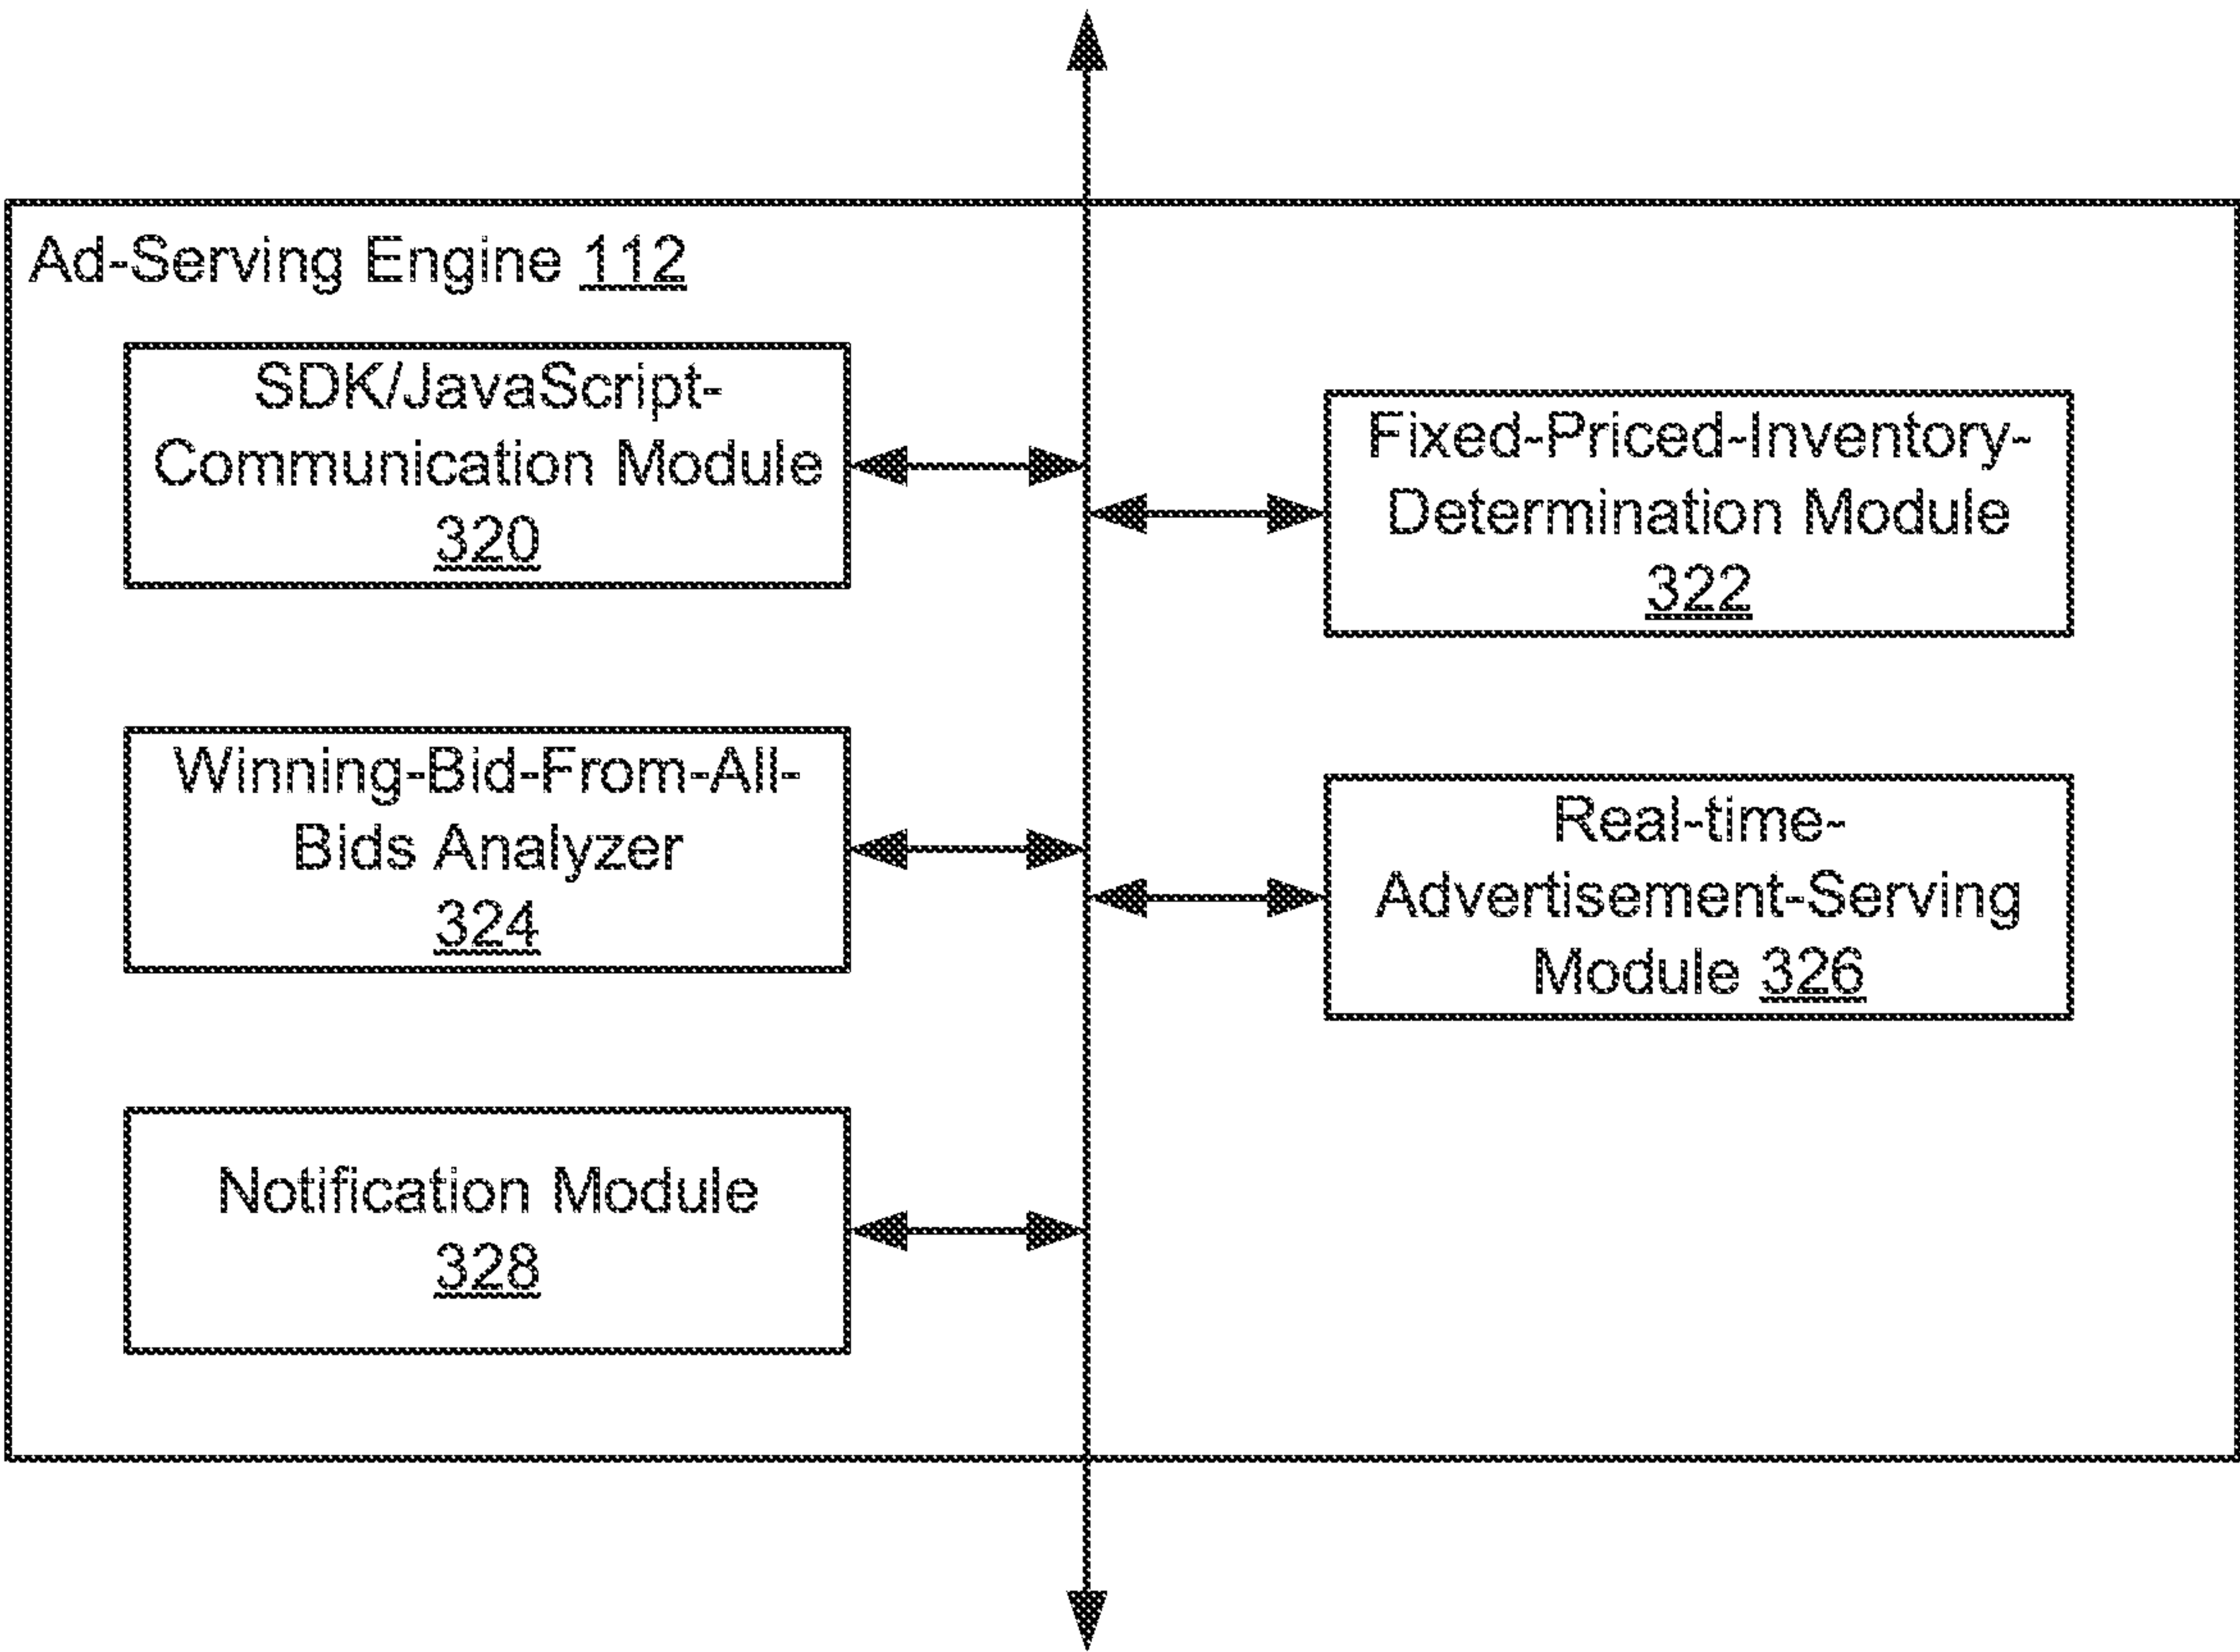 Ad-Serving Engine 112
SDK/JavaScript-
Communication Module
320
Fixed-Priced-Inventory-
Determination Module
322
Winning-Bid-From-All-
Bids Analyzer
324
Real-time-
Advertisement-Serving
Module 326
Notification Module
328